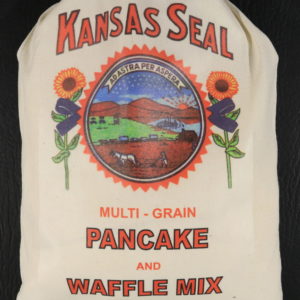 KANSAS SEAL
AD ASTRA PER ASPERA
MULTI - GRAIN
PANCAKE
AND
WAFFLE MIX